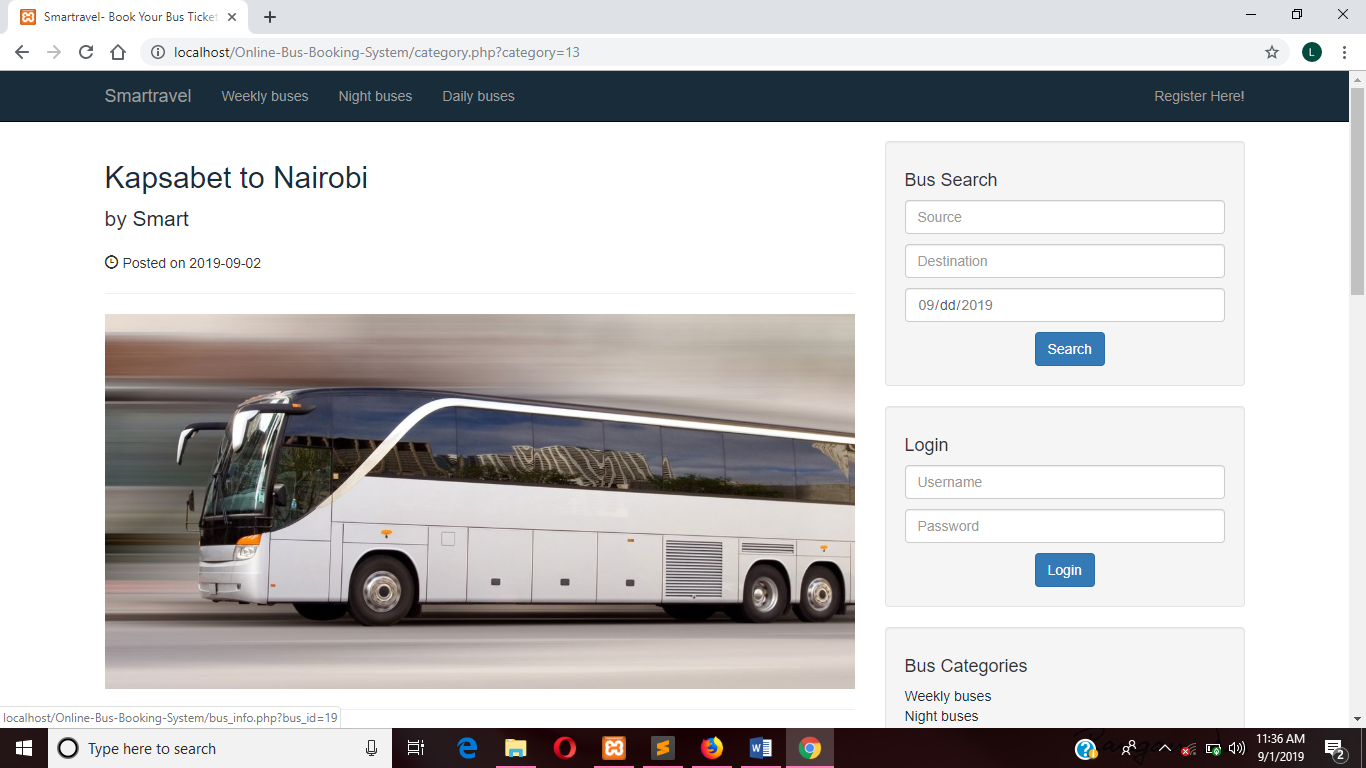 Smartravel- Book Your Bus Ticket
localhost/Online-Bus-Booking-System/category.php?category=13
L
Smartravel Weekly buses Night buses Daily buses Register Here!
Kapsabet to Nairobi
by Smart
Posted on 2019-09-02
Bus Search
Source
Destination
09/dd/2019
Search
Login
Username
Password
Login
Bus Categories
Weekly buses
Night buses
localhost/Online-Bus-Booking-System/bus_info.php?bus_id=19
Type here to search
11:36 AM
9/1/2019
2